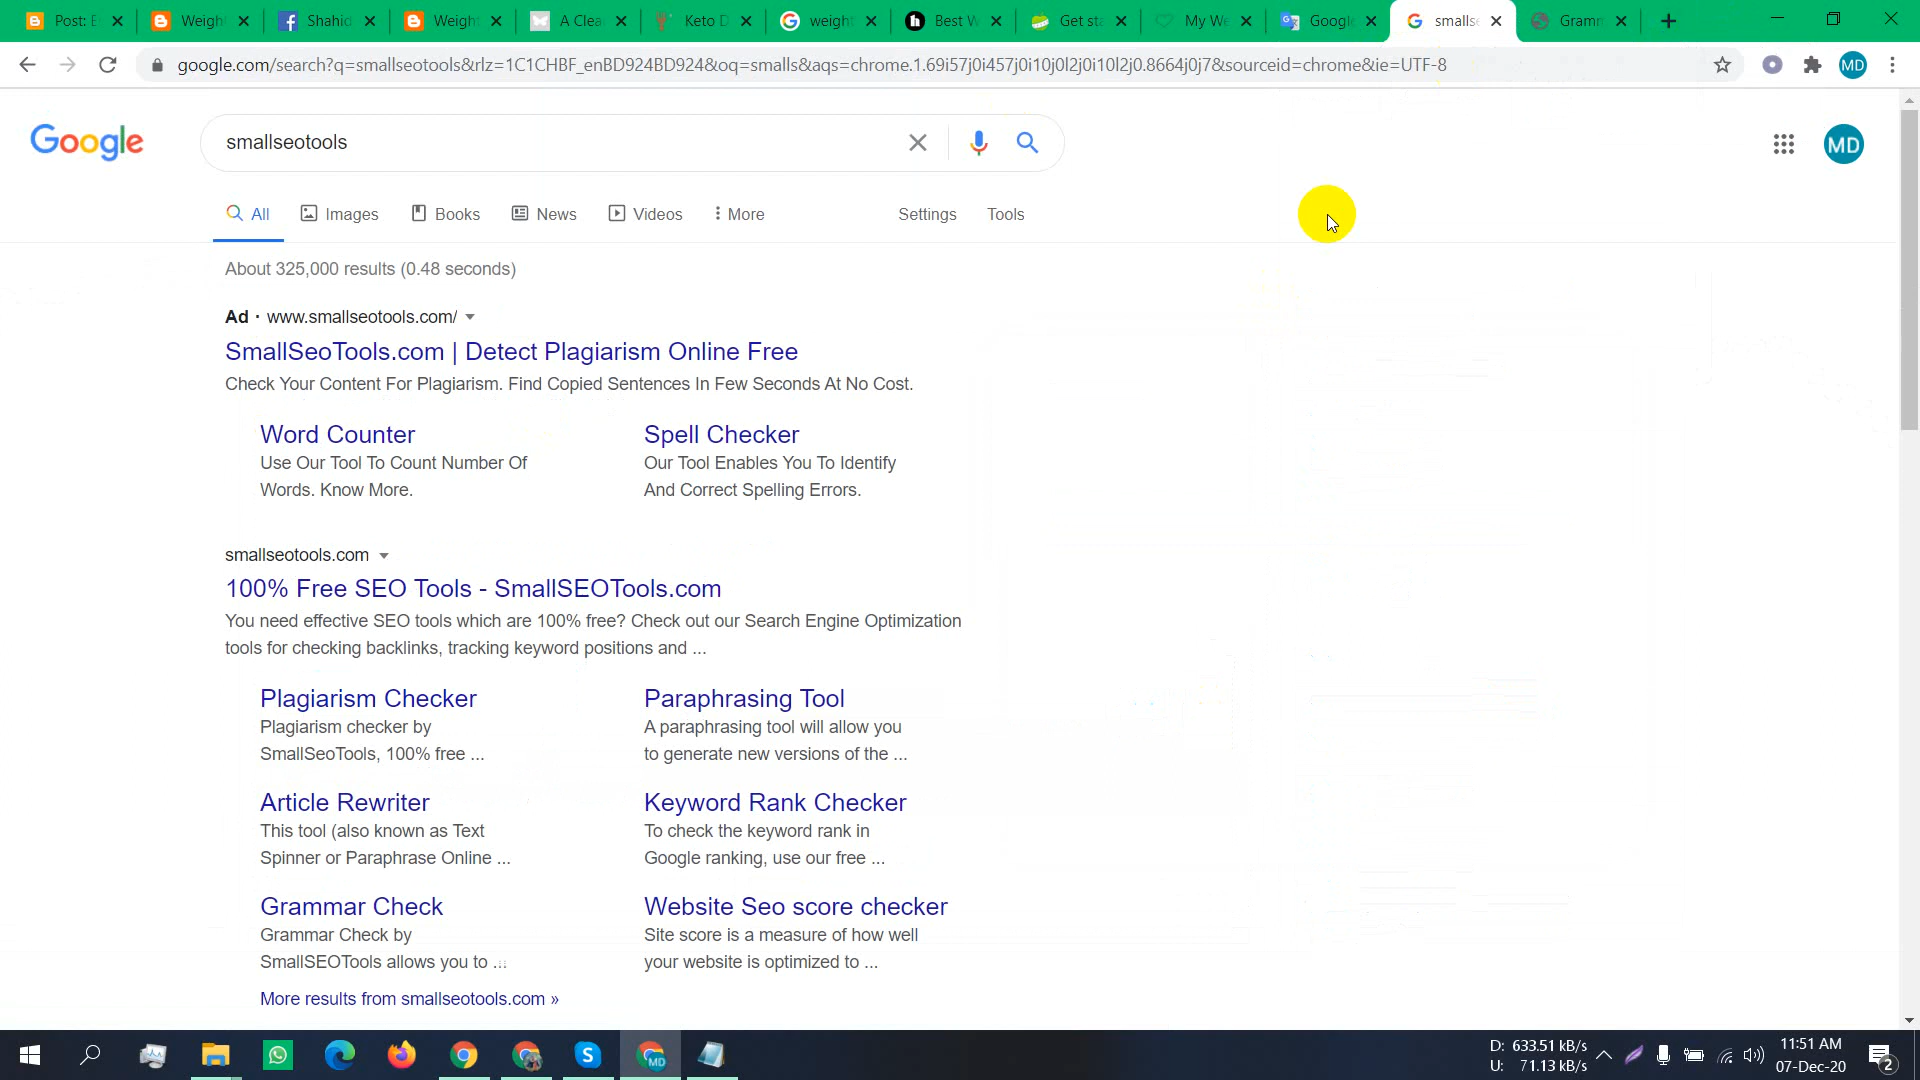 Post: E
Weigh
Shahid
Weight
A Clea
Keto D
weight
Best W
Get sta
My We
Google
smallse
Gramm
google.com/search?q=smallseotools&rlz=1C1CHBF_enBD924BD924&oq=smalls&aqs=chrome.1.69i57j0i457j0i10j0l2j0i10l2j0.8664j0j7&sourceid=chrome&ie=UTF-8
MD
Google
smallseotools
MD
All
Images
Books
News
Videos
More
Settings
Tools
About 325,000 results (0.48 seconds)
Ad · www.smallseotools.com/
SmallSeoTools.com | Detect Plagiarism Online Free
Check Your Content For Plagiarism. Find Copied Sentences In Few Seconds At No Cost.
Word Counter
Use Our Tool To Count Number Of
Words. Know More.
Spell Checker
Our Tool Enables You To Identify
And Correct Spelling Errors.
smallseotools.com
100% Free SEO Tools - SmallSEOTools.com
You need effective SEO tools which are 100% free? Check out our Search Engine Optimization
tools for checking backlinks, tracking keyword positions and ...
Plagiarism Checker
Plagiarism checker by
SmallSeoTools, 100% free ...
Paraphrasing Tool
A paraphrasing tool will allow you
to generate new versions of the ...
Article Rewriter
This tool (also known as Text
Spinner or Paraphrase Online ...
Keyword Rank Checker
To check the keyword rank in
Google ranking, use our free ...
Grammar Check
Grammar Check by
SmallSEOTools allows you to ...
Website Seo score checker
Site score is a measure of how well
your website is optimized to ...
More results from smallseotools.com »
MD
D: 633.51 kB/s
U: 71.13 kB/s
11:51 AM
07-Dec-20
2